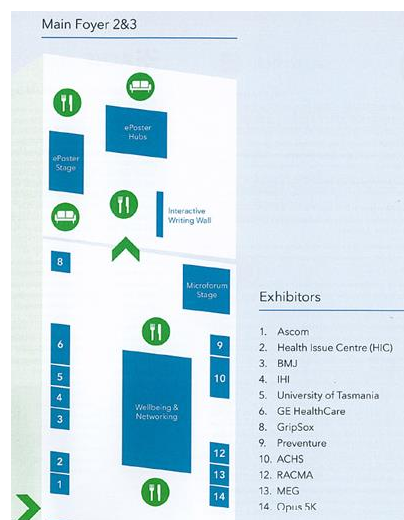 Main Foyer 2&3
ePoster
Hubs
ePoster
Stage
Interactive
Writing Wall
8
Microforum
Stage
Exhibitors
1. Ascom
2. Health Issue Centre (HIC)
3. BMJ
4. IHI
5. University of Tasmania
6. GE HealthCare
8. GripSox
9. Preventure
10. ACHS
12. RACMA
13. MEG
14. Opus 5K
6
5
4
3
2
1
Wellbeing &
Networking
9
10
12
13
14